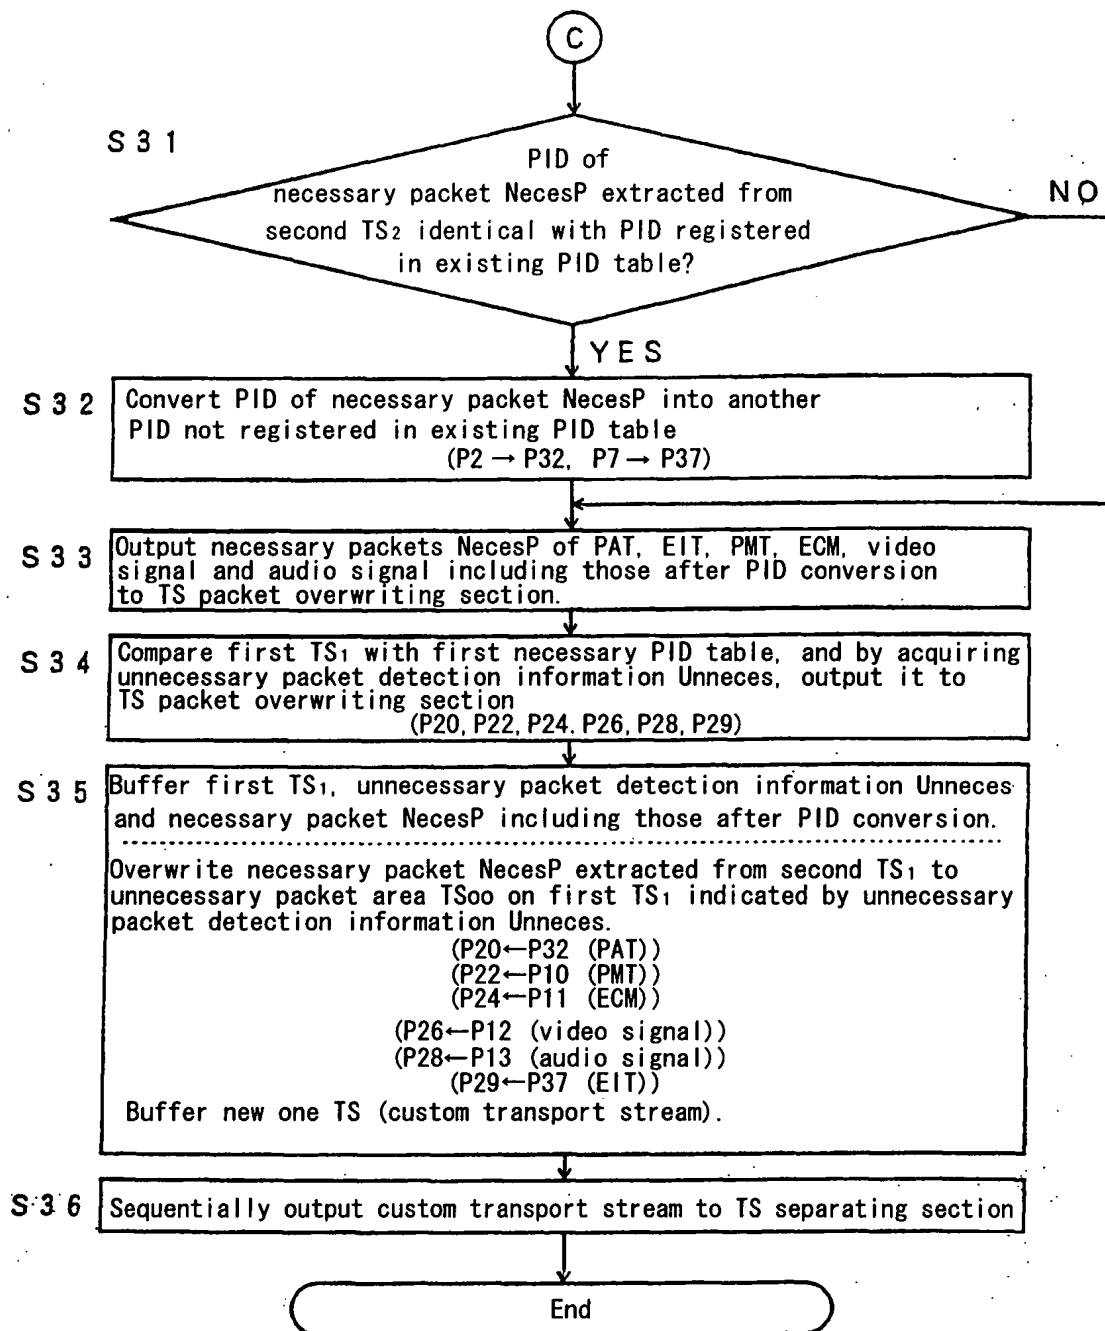 C
S31
PID of
necessary packet NecesP extracted from
second TS2 identical with PID registered
in existing PID table?
NO
YES
S32
Convert PID of necessary packet NecesP into another
PID not registered in existing PID table
(P2 → P32, P7 → P37)
S33
Output necessary packets NecesP of PAT, EIT, PMT, ECM, video
signal and audio signal including those after PID conversion
to TS packet overwriting section.
S34
Compare first TS1 with first necessary PID table, and by acquiring
unnecessary packet detection information Unneces, output it to
TS packet overwriting section
(P20, P22, P24. P26, P28, P29)
S35
Buffer first TS1, unnecessary packet detection information Unneces
and necessary packet NecesP including those after PID conversion.
Overwrite necessary packet NecesP extracted from second TS1 to
unnecessary packet area TSoo on first TS1 indicated by unnecessary
packet detection information Unneces.
(P20←P32 (PAT))
(P22←P10 (PMT))
(P24←P11 (ECM))
(P26←P12 (video signal))
(P28←P13 (audio signal))
(P29←P37 (EIT))
Buffer new one TS (custom transport stream).
S36
Sequentially output custom transport stream to TS separating section
End